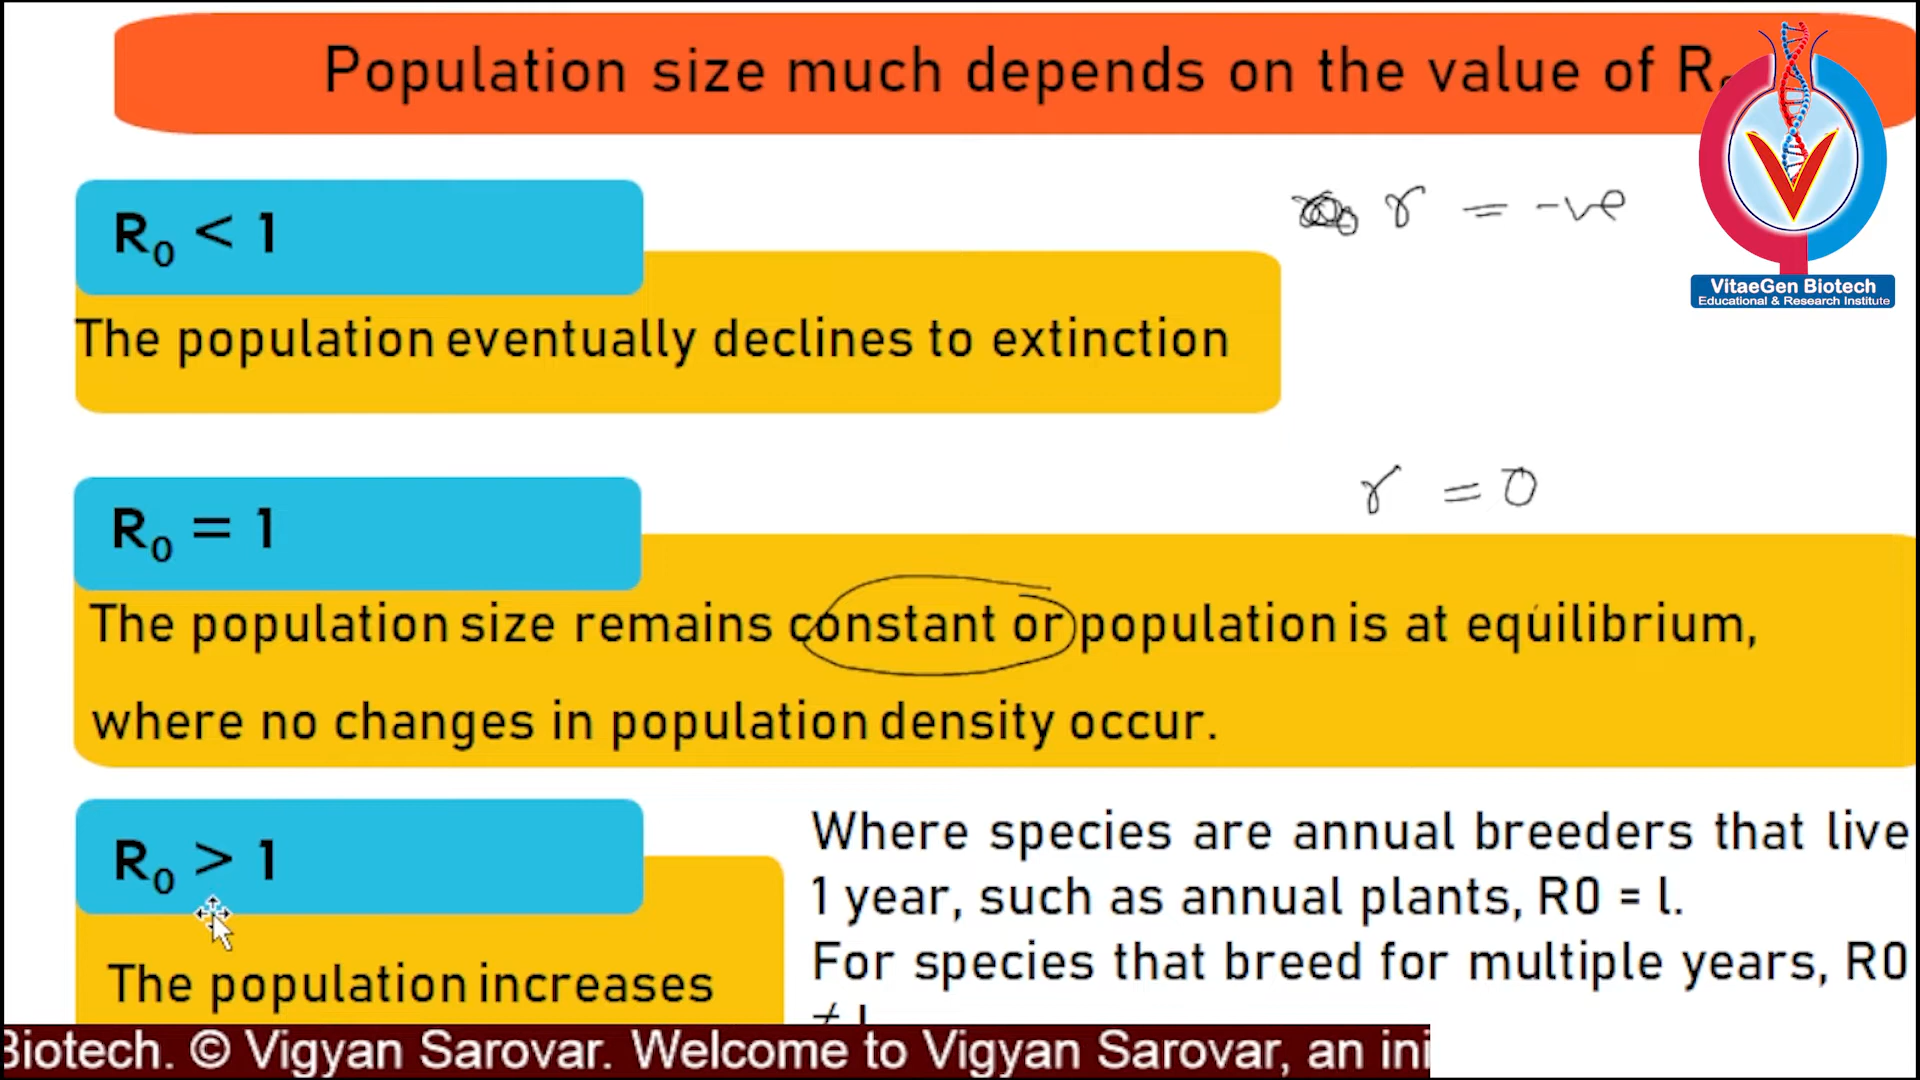 Population size much depends on the value of R
VitaeGen Biotech
Educational & Research Institute
R₀ < 1
r = -ve
The population eventually declines to extinction
r = 0
R₀ = 1
The population size remains constant or population is at equilibrium,
where no changes in population density occur.
R₀ > 1
The population increases
Where species are annual breeders that live
1 year, such as annual plants, R0 = l.
For species that breed for multiple years, R0
≠ l
Biotech. © Vigyan Sarovar. Welcome to Vigyan Sarovar, an ini